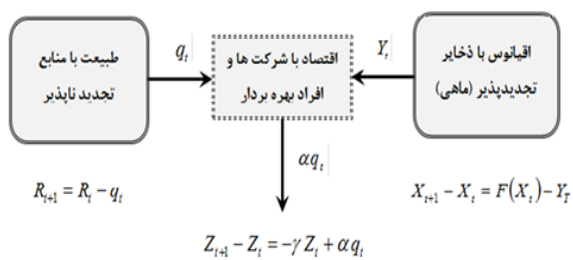 طبیعت با منابع
تجدید ناپذیر
q_t
اقتصاد با شرکت ها و
افراد بهره بردار
Y_t
اقیانوس با ذخایر
تجدیدپذیر (ماهی)
αq_t
R_{t+1} = R_t − q_t
X_{t+1} − X_t = F(X_t) − Y_T
Z_{t+1} − Z_t = −γ Z_t + α q_t